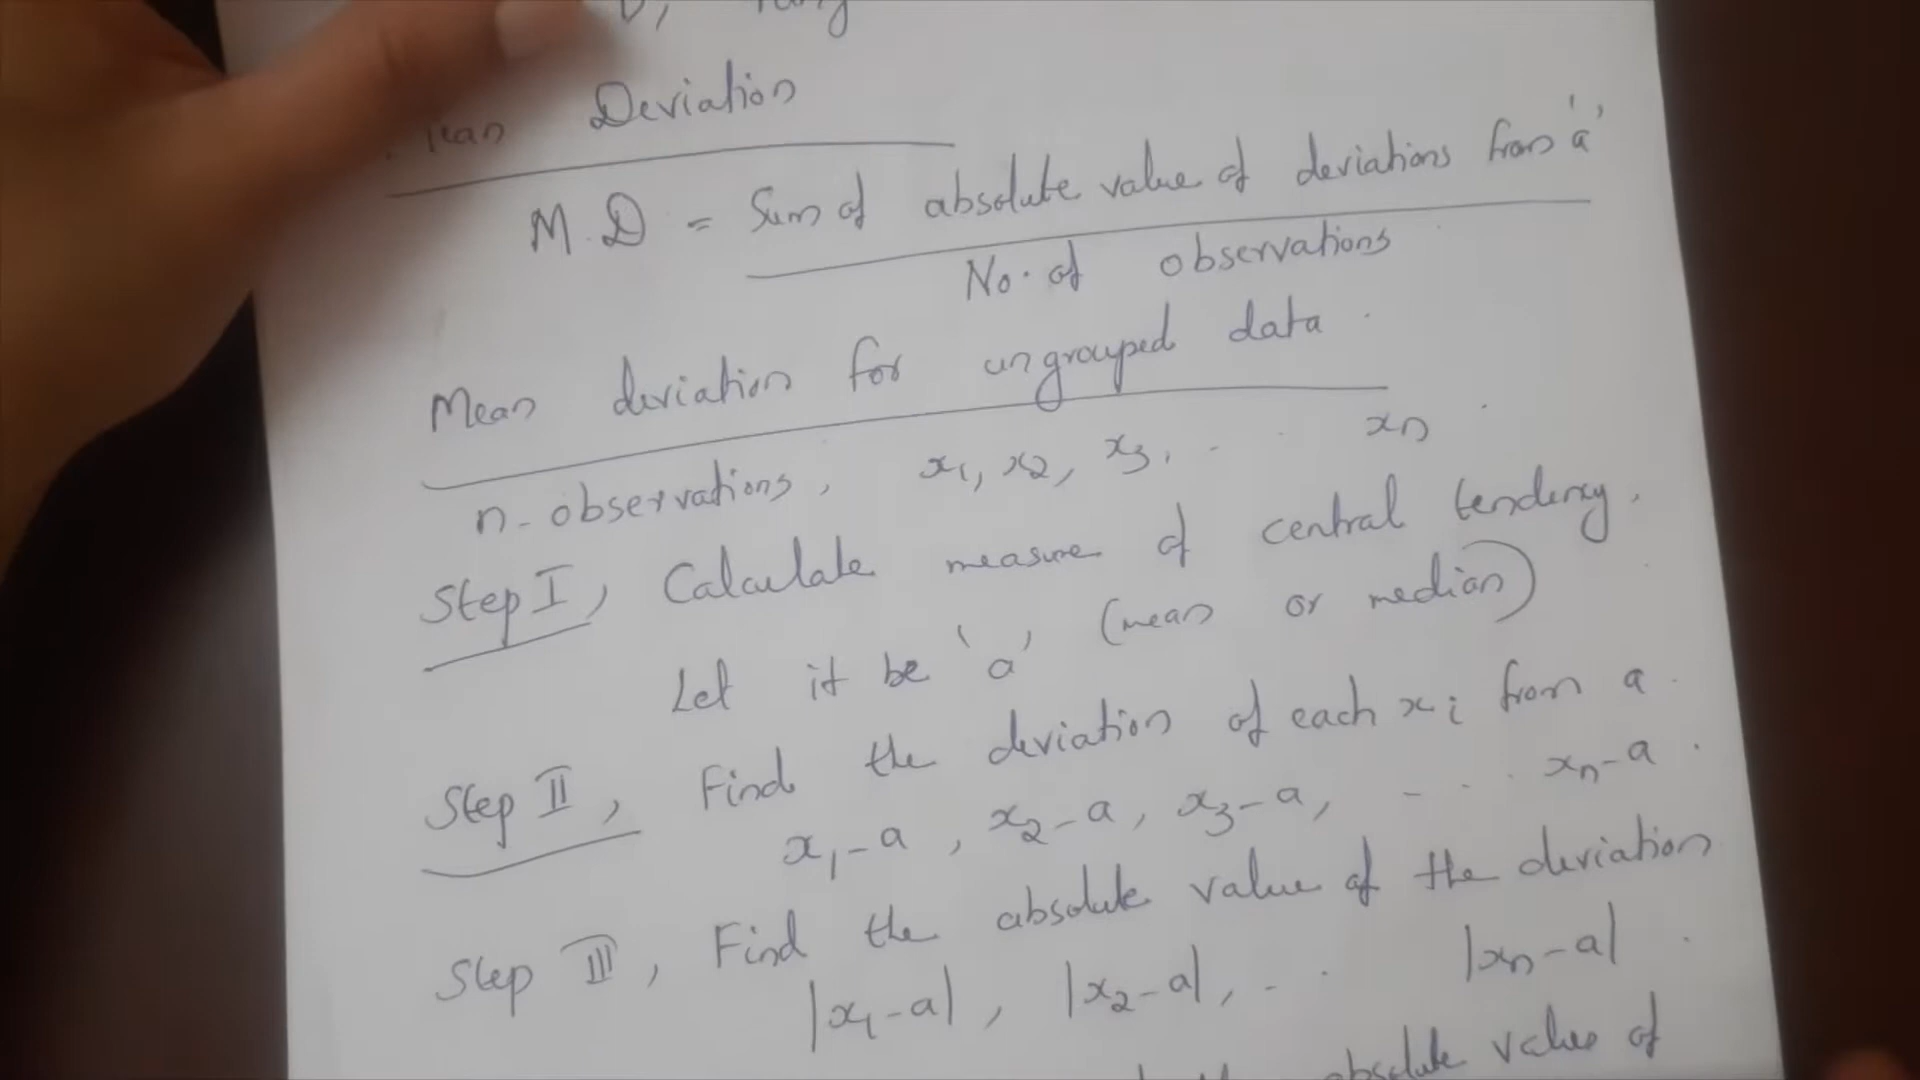 Mean Deviation
M.D = Sum of absolute value of deviations from 'a'
No. of observations
Mean deviation for ungrouped data.
n-observations, x1, x2, x3, . . xn.
Step I, Calculate measure of central tendency.
Let it be 'a' (mean or median)
Step II, Find the deviation of each xi from a.
x1-a, x2-a, x3-a, - . . xn-a.
Step III, Find the absolute value of the deviation
|x1-a|, |x2-a|, - . |xn-a|.
absolute values of